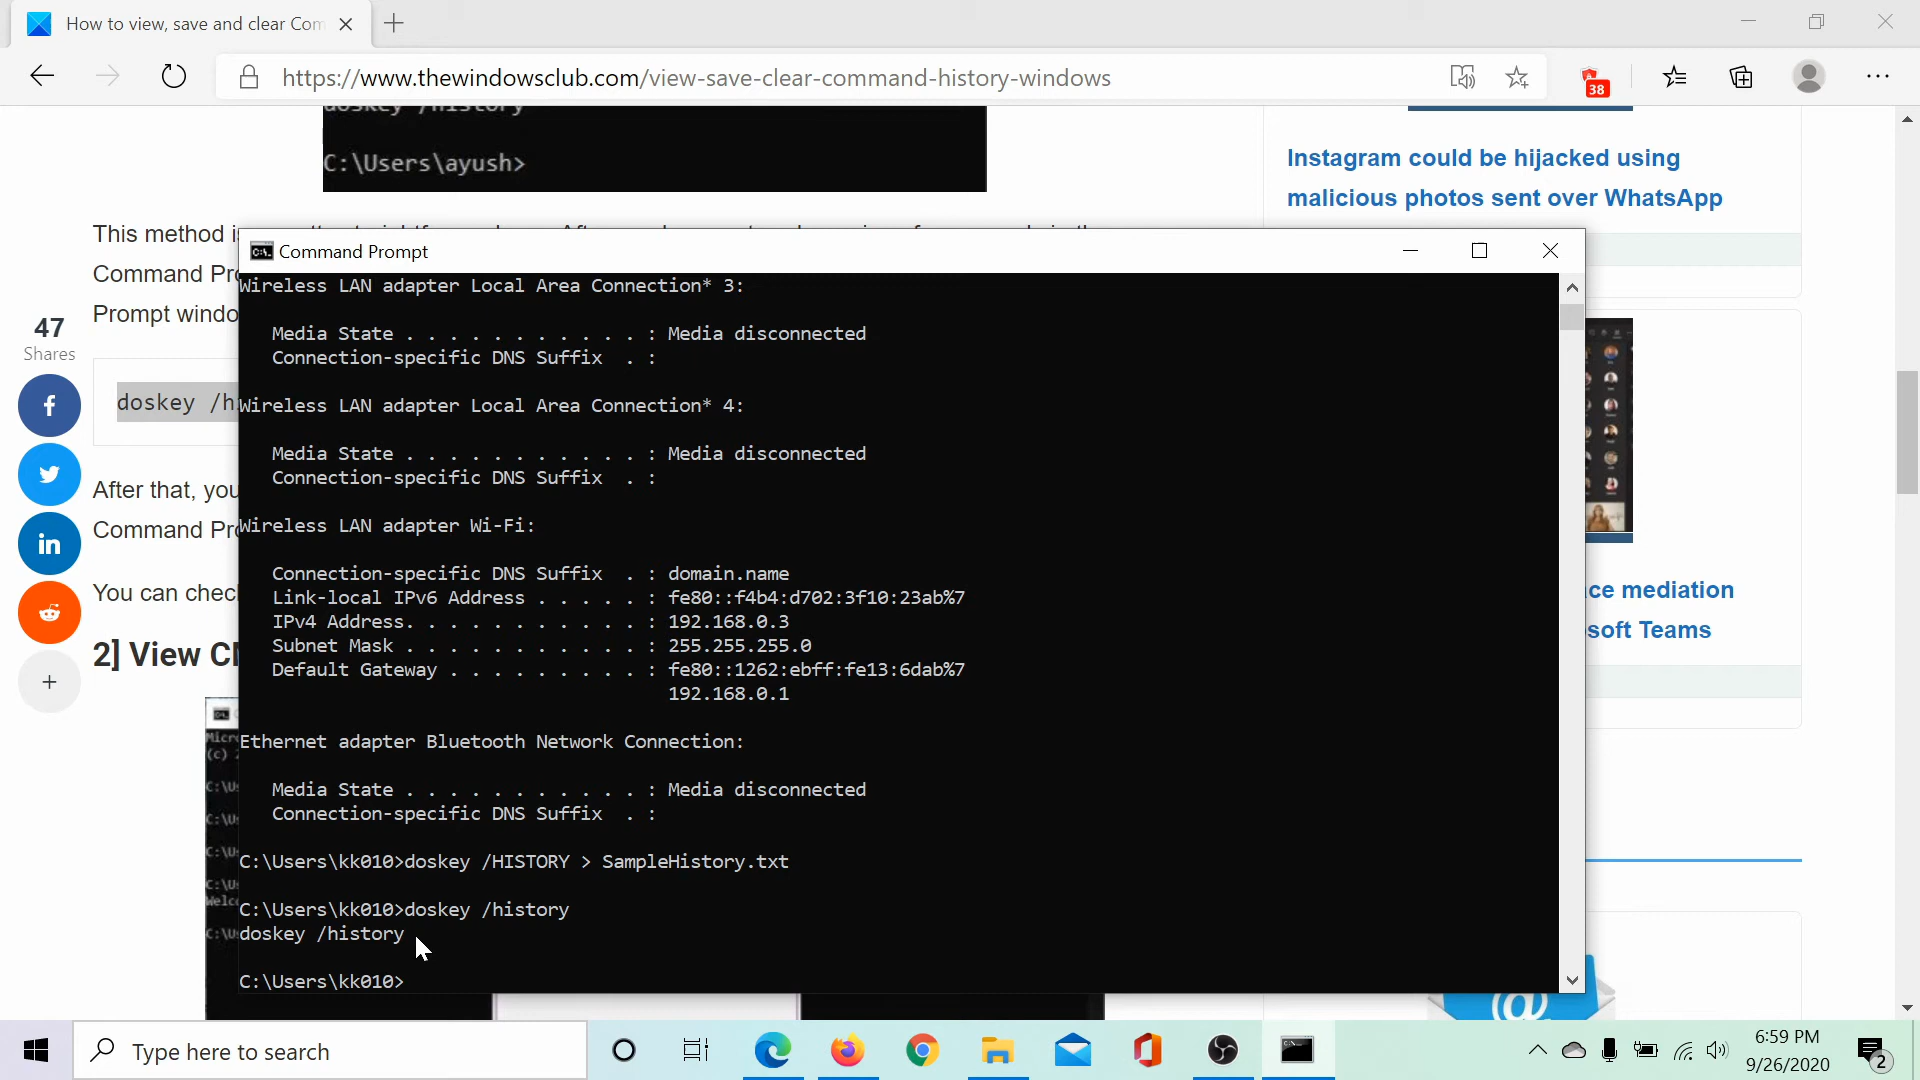 How to view, save and clear Com
https://www.thewindowsclub.com/view-save-clear-command-history-windows
38
doskey /history
C:\Users\ayush>
Instagram could be hijacked using
malicious photos sent over WhatsApp
This method
Command
Prompt
47
Shares
doskey
After that, you
Command
You can
2] View
soft Teams
mediation
Command Prompt
Wireless LAN adapter Local Area Connection* 3:
Media State . . . . . . . . . . . : Media disconnected
Connection-specific DNS Suffix  . :
Wireless LAN adapter Local Area Connection* 4:
Media State . . . . . . . . . . . : Media disconnected
Connection-specific DNS Suffix  . :
Wireless LAN adapter Wi-Fi:
Connection-specific DNS Suffix  . : domain.name
Link-local IPv6 Address . . . . . : fe80::f4b4:d702:3f10:23ab%7
IPv4 Address. . . . . . . . . . . : 192.168.0.3
Subnet Mask . . . . . . . . . . . : 255.255.255.0
Default Gateway . . . . . . . . . : fe80::1262:ebff:fe13:6dab%7
192.168.0.1
Ethernet adapter Bluetooth Network Connection:
Media State . . . . . . . . . . . : Media disconnected
Connection-specific DNS Suffix  . :
C:\Users\kk010>doskey /HISTORY > SampleHistory.txt
C:\Users\kk010>doskey /history
doskey /history
C:\Users\kk010>
Type here to search
6:59 PM
9/26/2020
2